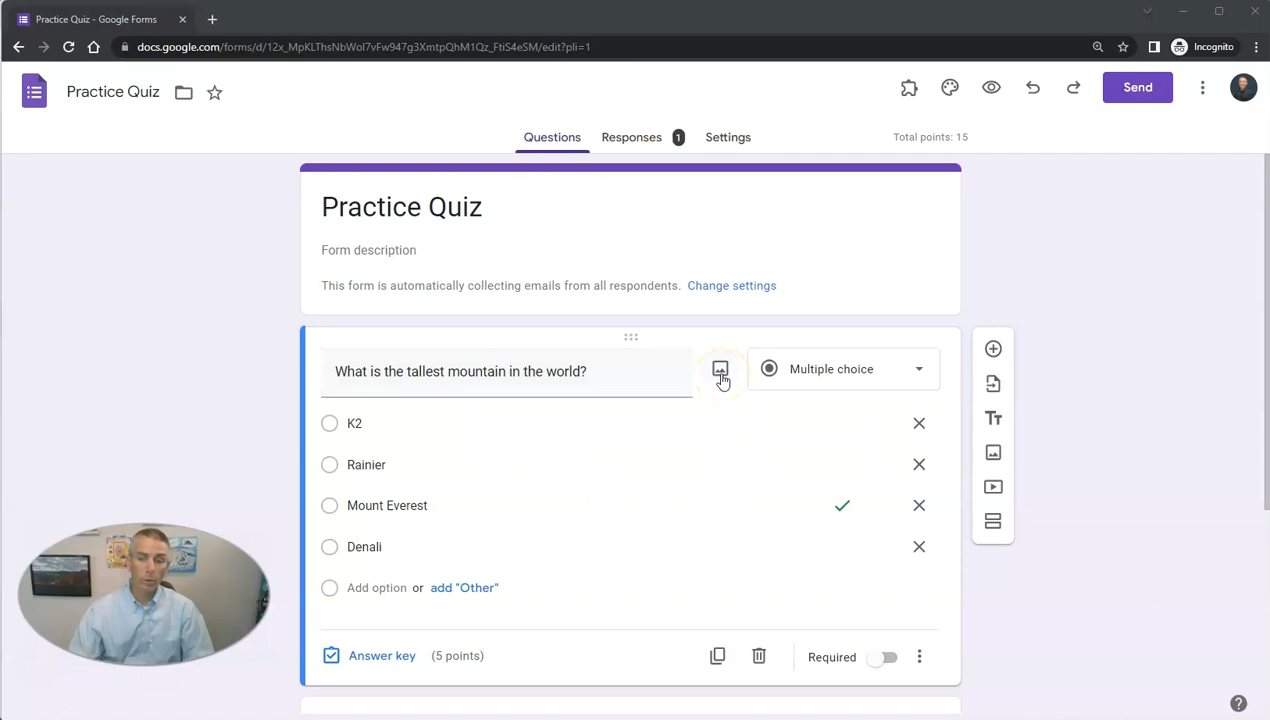 Practice Quiz - Google Forms
docs.google.com/forms/d/12x_MpKLThsNbWol7vFw947g3XmtpQhM1Qz_FtiS4eSM/edit?pli=1
Incognito
Practice Quiz
Send
Questions
Responses 1
Settings
Total points: 15
Practice Quiz
Form description
This form is automatically collecting emails from all respondents. Change settings
What is the tallest mountain in the world?
Multiple choice
K2
Rainier
Mount Everest
Denali
Add option or add "Other"
Answer key (5 points)
Required